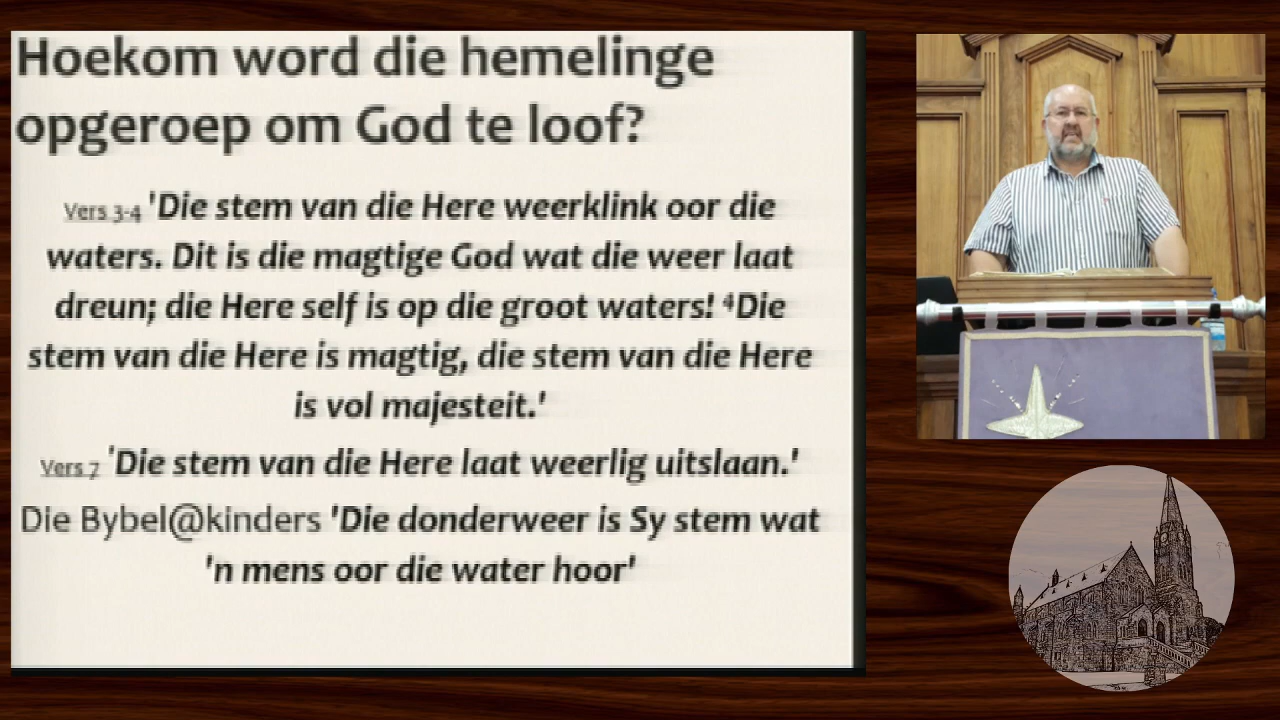 Hoekom word die hemelinge
opgeroep om God te loof?
Vers 3-4 'Die stem van die Here weerklink oor die
waters. Dit is die magtige God wat die weer laat
dreun; die Here self is op die groot waters! ⁴Die
stem van die Here is magtig, die stem van die Here
is vol majesteit.'
Vers 7 'Die stem van die Here laat weerlig uitslaan.'
Die Bybel@kinders 'Die donderweer is Sy stem wat
'n mens oor die water hoor'